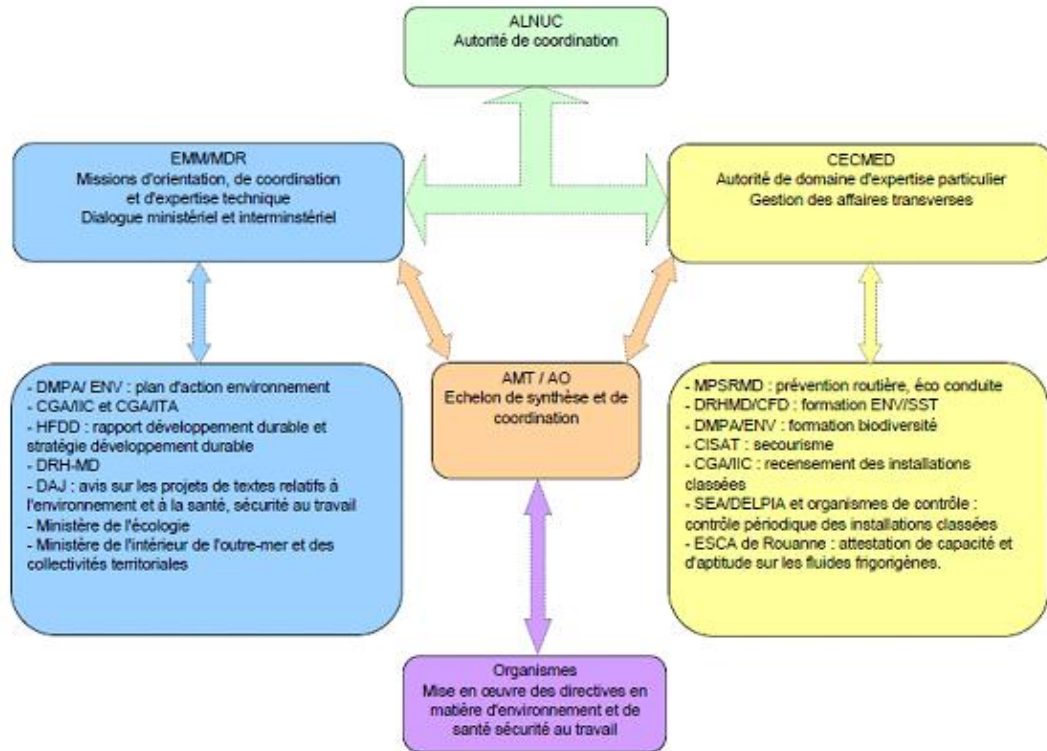 ALNUC
Autorité de coordination
EMM/MDR
Missions d'orientation, de coordination
et d'expertise technique
Dialogue ministériel et interminstériel
CECMED
Autorité de domaine d'expertise particulier
Gestion des affaires transverses
- DMPA/ ENV : plan d'action environnement
- CGA/IIC et CGA/ITA
- HFDD : rapport développement durable et
stratégie développement durable
- DRH-MD
- DAJ : avis sur les projets de textes relatifs à
l'environnement et à la santé, sécurité au travail
- Ministère de l'écologie
- Ministère de l'intérieur de l'outre-mer et des
collectivités territoriales
AMT / AO
Echelon de synthèse et de
coordination
- MPSRMD : prévention routière, éco conduite
- DRHMD/CFD : formation ENV/SST
- DMPA/ENV : formation biodiversité
- CISAT : secourisme
- CGA/IIC : recensement des installations
classées
- SEA/DELPIA et organismes de contrôle :
contrôle périodique des installations classées
- ESCA de Rouanne : attestation de capacité et
d'aptitude sur les fluides frigorigènes.
Organismes
Mise en œuvre des directives en
matière d'environnement et de
santé sécurité au travail